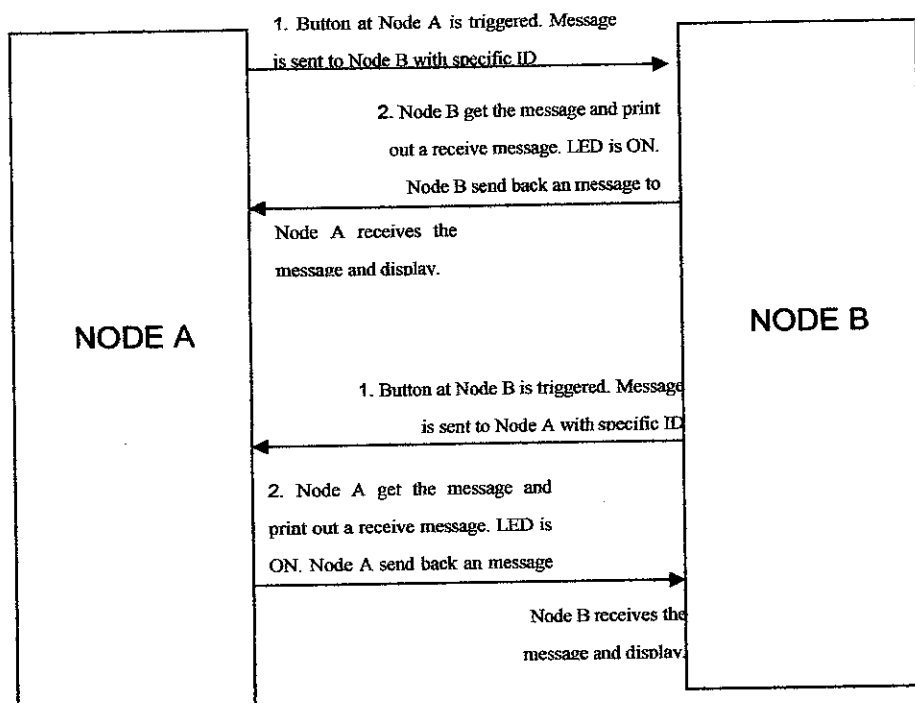 1. Button at Node A is triggered. Message
is sent to Node B with specific ID
2. Node B get the message and print
out a receive message. LED is ON.
Node B send back an message to
Node A receives the
message and display.
NODE A
NODE B
1. Button at Node B is triggered. Message
is sent to Node A with specific ID
2. Node A get the message and
print out a receive message. LED is
ON. Node A send back an message
Node B receives the
message and display.